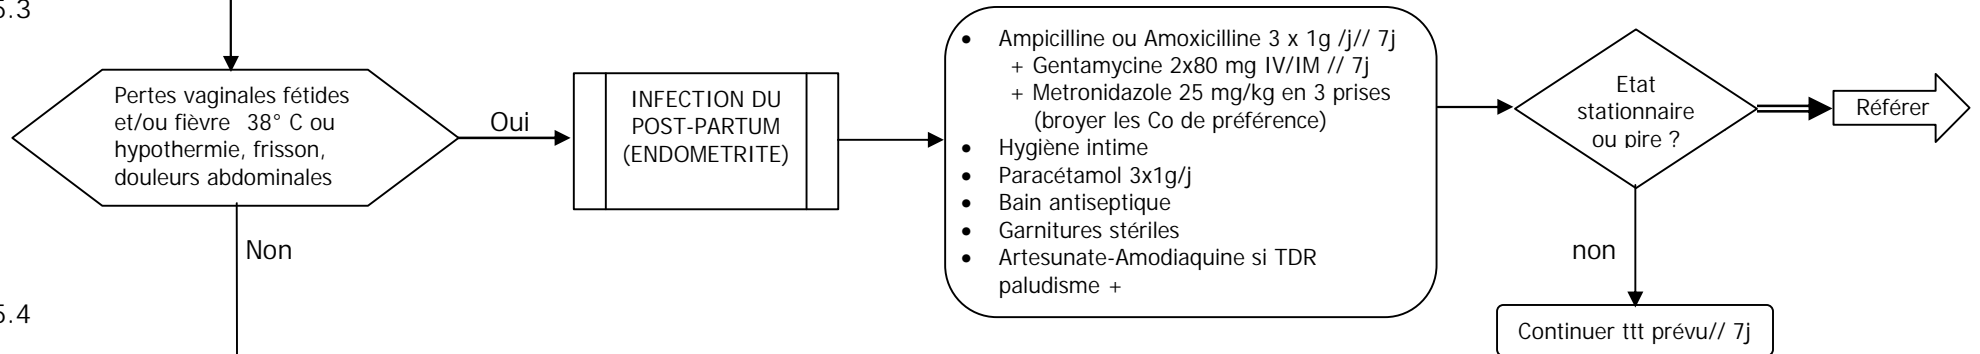 5.3
Pertes vaginales fétides
et/ou fièvre 38° C ou
hypothermie, frisson,
douleurs abdominales
Oui
Non
INFECTION DU
POST-PARTUM
(ENDOMETRITE)
• Ampicilline ou Amoxicilline 3 x 1g /j// 7j
+ Gentamycine 2x80 mg IV/IM // 7j
+ Metronidazole 25 mg/kg en 3 prises
(broyer les Co de préférence)
• Hygiène intime
• Paracétamol 3x1g/j
• Bain antiseptique
• Garnitures stériles
• Artesunate-Amodiaquine si TDR
paludisme +
Etat
stationnaire
ou pire ?
Référer
non
Continuer ttt prévu// 7j
5.4